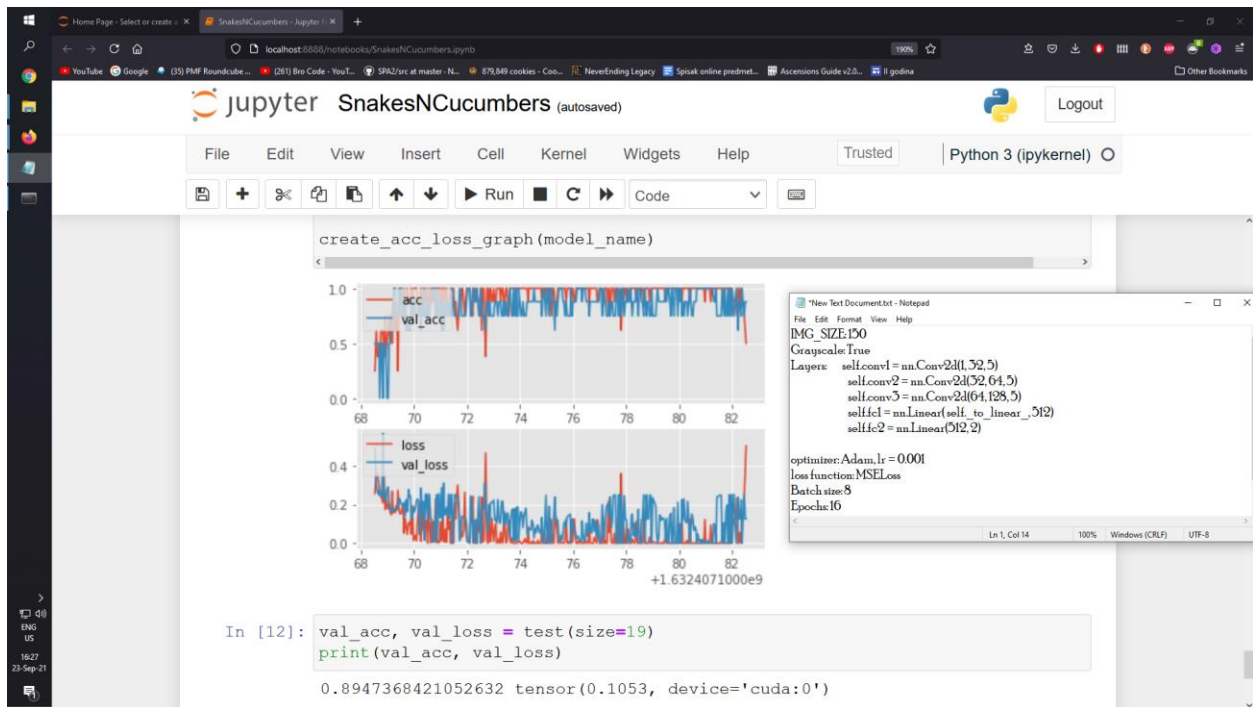 Home Page - Select or create a
SnakesNCucumbers - Jupyter
localhost:8888/notebooks/SnakesNCucumbers.ipynb
190%
YouTube
Google
(35) PMF Roundcube ...
(261) Bro Code - YouT...
SPA2/src at master · N...
879,849 cookies - Coo...
NeverEnding Legacy
Spisak online predmet...
Ascensions Guide v2.0...
II godina
Other Bookmarks
jupyter SnakesNCucumbers (autosaved)
Logout
File Edit View Insert Cell Kernel Widgets Help
Trusted
Python 3 (ipykernel)
Run
Code
create_acc_loss_graph(model_name)
1.0
0.5
0.0
acc
val_acc
68 70 72 74 76 78 80 82
0.4
0.2
0.0
loss
val_loss
68 70 72 74 76 78 80 82
+1.6324071000e9
*New Text Document.txt - Notepad
File Edit Format View Help
IMG_SIZE:150
Grayscale:True
Layers: self.conv1 = nn.Conv2d(1,32,5)
self.conv2 = nn.Conv2d(32,64,5)
self.conv3 = nn.Conv2d(64,128,5)
self.fc1 = nn.Linear(self._to_linear_,512)
self.fc2 = nn.Linear(512,2)
optimizer:Adam,lr = 0.001
loss function:MSELoss
Batch size:8
Epochs:16
Ln 1, Col 14
100%
Windows (CRLF)
UTF-8
In [12]: val_acc, val_loss = test(size=19)
print(val_acc, val_loss)
0.8947368421052632 tensor(0.1053, device='cuda:0')
ENG
US
16:27
23-Sep-21